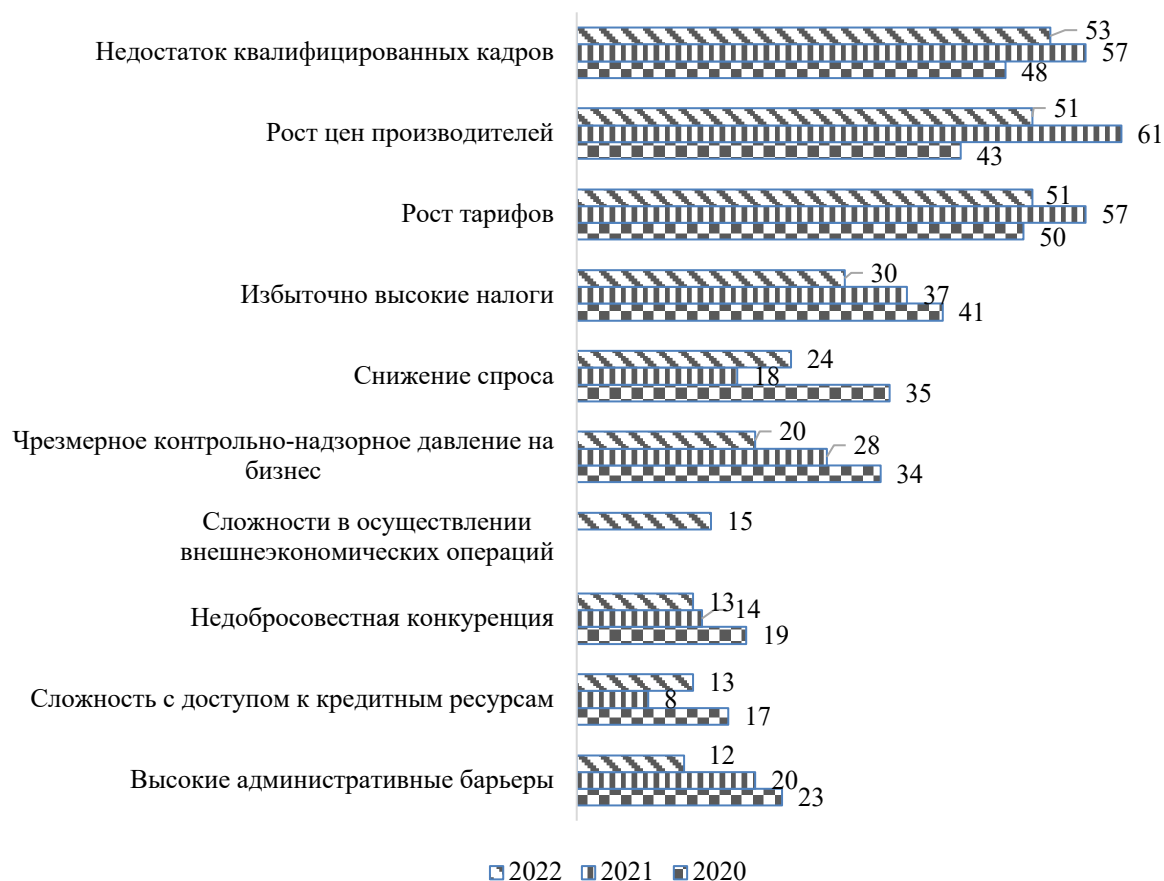 53
Недостаток квалифицированных кадров
57
48
51
Рост цен производителей
61
43
51
Рост тарифов
57
50
30
Избыточно высокие налоги
37
41
24
Снижение спроса
18
35
20
Чрезмерное контрольно-надзорное давление на
бизнес
28
34
Сложности в осуществлении
внешнеэкономических операций
15
13
Недобросовестная конкуренция
14
19
13
Сложность с доступом к кредитным ресурсам
8
17
12
Высокие административные барьеры
20
23
2022 2021 2020